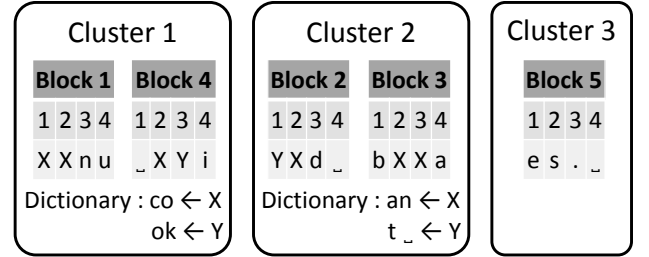 Cluster 1
Block 1 Block 4
1 2 3 4 1 2 3 4
X X n u ␣ X Y i
Dictionary : co ← X
ok ← Y
Cluster 2
Block 2 Block 3
1 2 3 4 1 2 3 4
Y X d ␣ b X X a
Dictionary : an ← X
t ␣ ← Y
Cluster 3
Block 5
1 2 3 4
e s . ␣